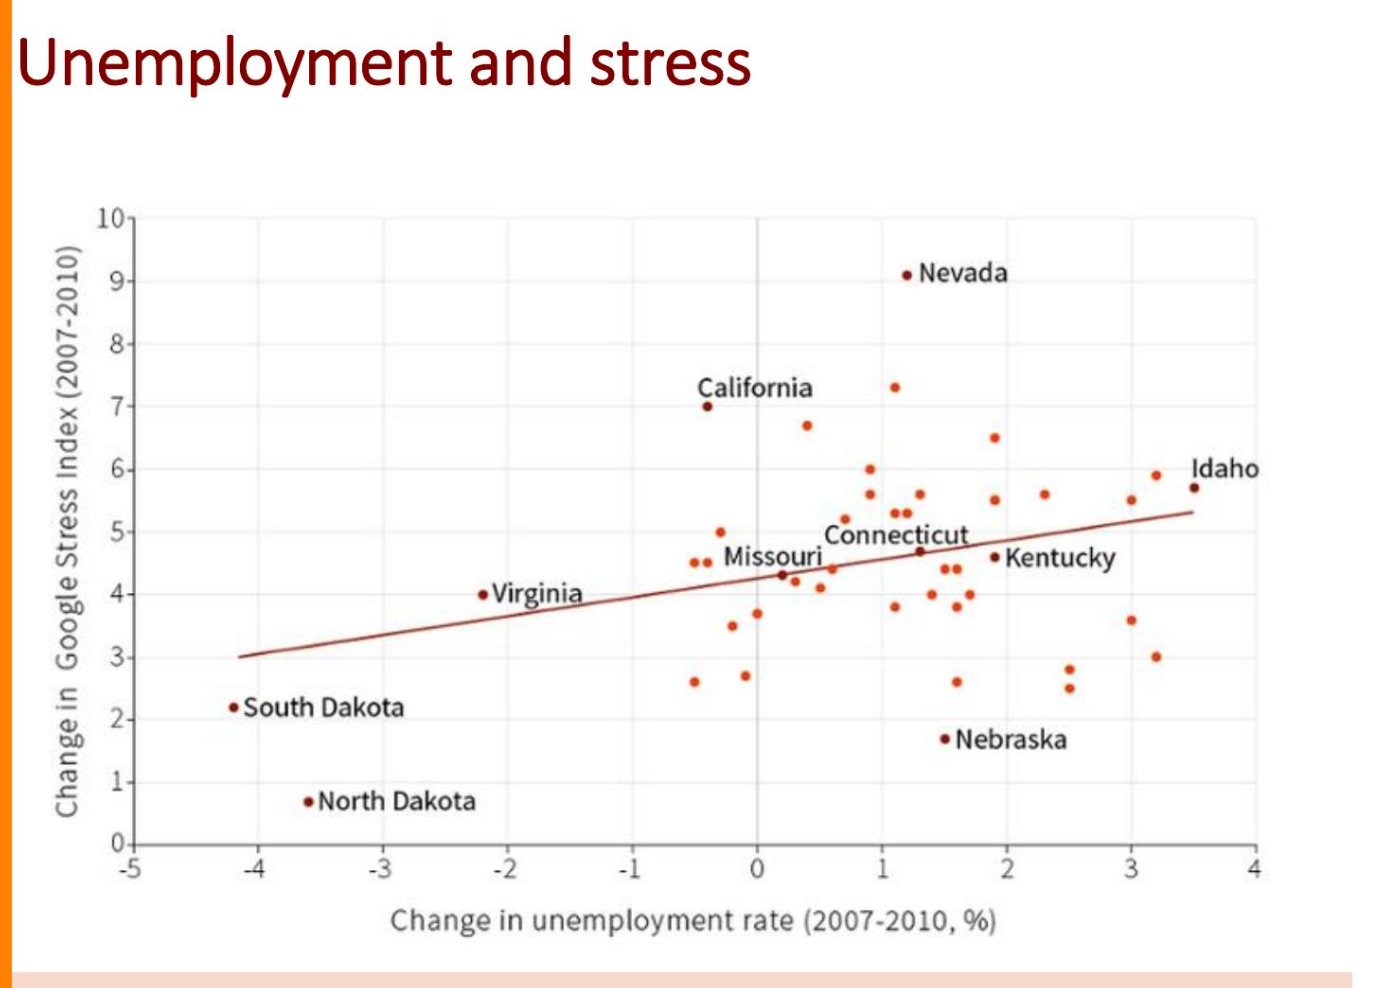 Unemployment and stress
10
Nevada
9
8
California
7
Idaho
6
5
Connecticut
Missouri
Kentucky
4
Virginia
3
South Dakota
2
Nebraska
1
North Dakota
0
-5 -4 -3 -2 -1 0 1 2 3 4
Change in Google Stress Index (2007-2010)
Change in unemployment rate (2007-2010, %)